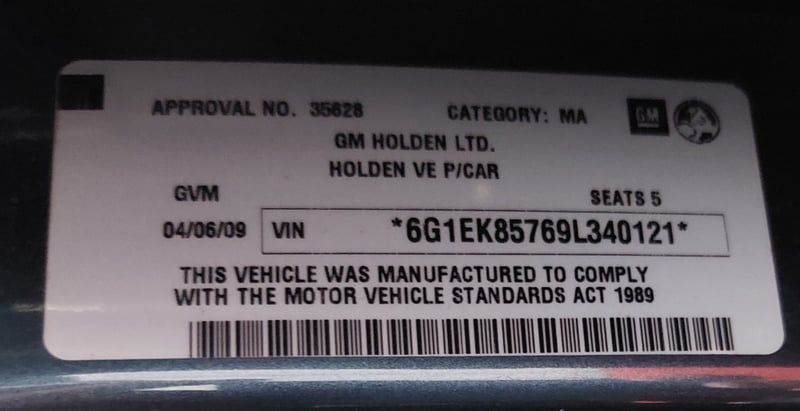 APPROVAL NO. 35628 CATEGORY: MA GM
GM HOLDEN LTD.
HOLDEN VE P/CAR
GVM SEATS 5
04/06/09 VIN *6G1EK85769L340121*
THIS VEHICLE WAS MANUFACTURED TO COMPLY
WITH THE MOTOR VEHICLE STANDARDS ACT 1989